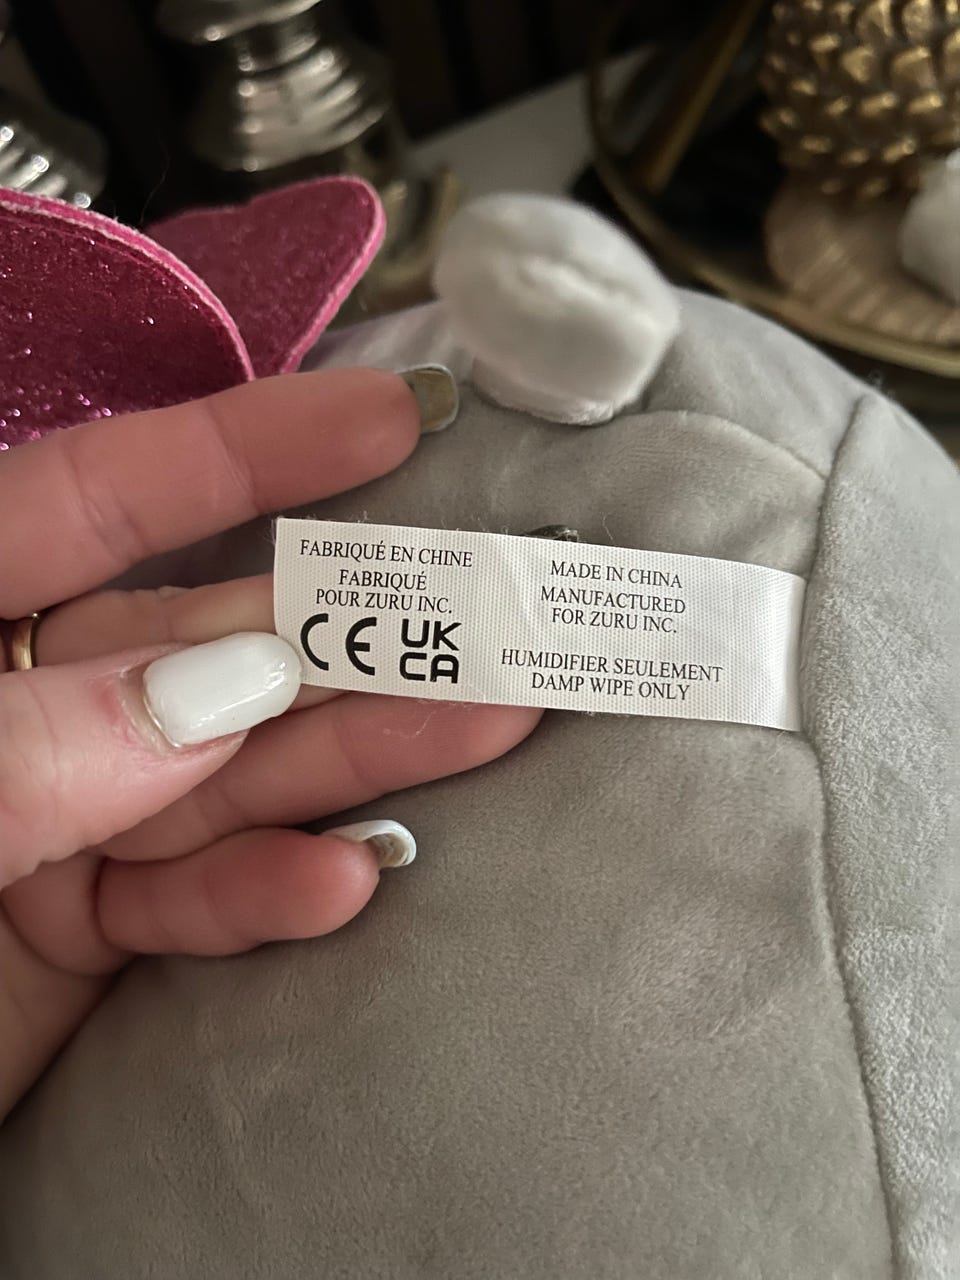 FABRIQUÉ EN CHINE
FABRIQUÉ
POUR ZURU INC.
CE UK
CA
MADE IN CHINA
MANUFACTURED
FOR ZURU INC.
HUMIDIFIER SEULEMENT
DAMP WIPE ONLY